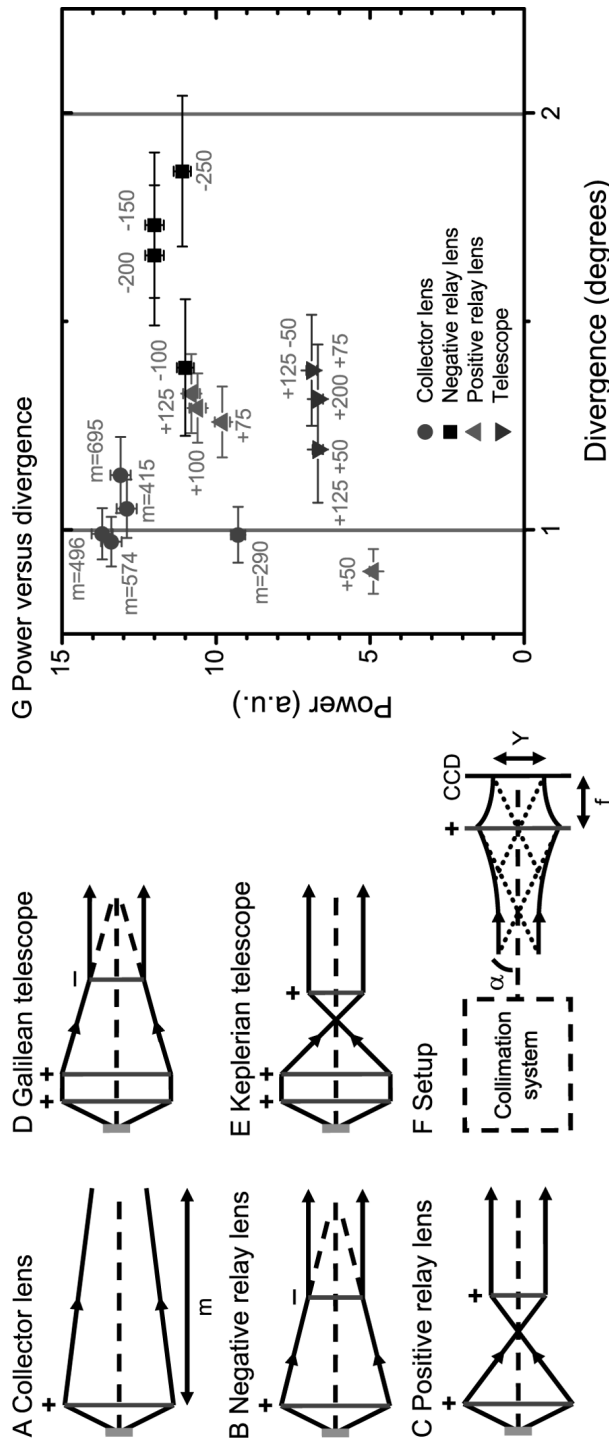 A Collector lens
+
m
B Negative relay lens
+
−
C Positive relay lens
+
+
D Galilean telescope
+
+
−
E Keplerian telescope
+
+
+
F Setup
Collimation
system
α
+
CCD
Y
f
G Power versus divergence
Power (a.u.)
15
10
5
0
m=496
m=574
m=695
m=415
m=290
+50
+125
+100
+75
-100
-200
-150
-250
+125 -50
+200 +75
+125 +50
Collector lens
Negative relay lens
Positive relay lens
Telescope
1
2
Divergence (degrees)